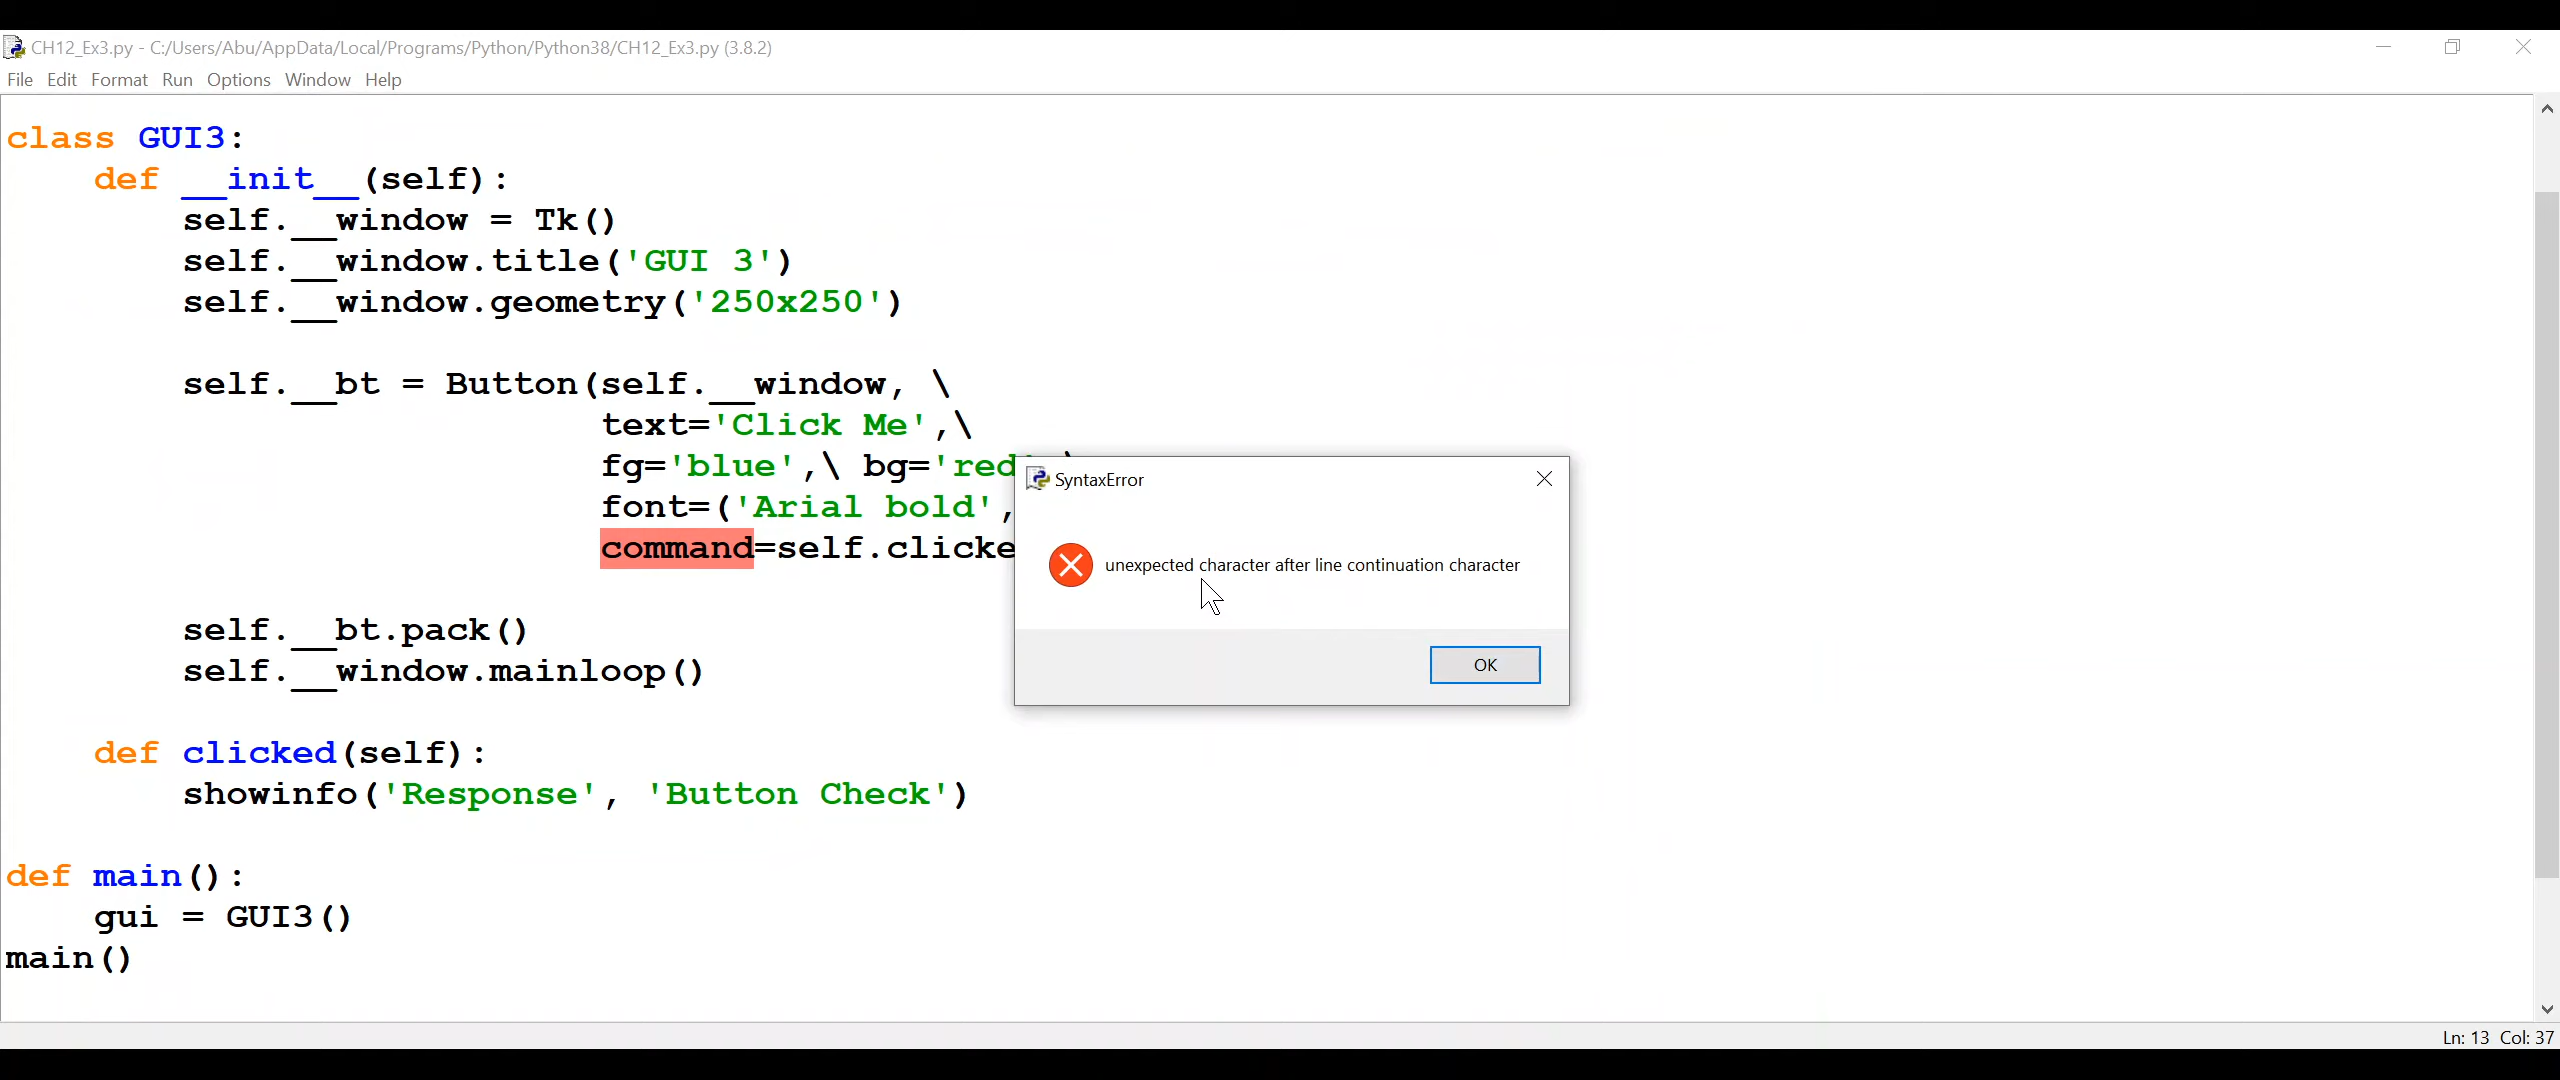 CH12_Ex3.py - C:/Users/Abu/AppData/Local/Programs/Python/Python38/CH12_Ex3.py (3.8.2)
File Edit Format Run Options Window Help
class GUI3:
    def __init__(self):
        self.__window = Tk()
        self.__window.title('GUI 3')
        self.__window.geometry('250x250')
        self.__bt = Button(self.__window, \
                           text='Click Me',\
                           fg='blue',\ bg='red
                           font=('Arial bold',
                           command=self.clicke
SyntaxError
unexpected character after line continuation character
OK
        self.__bt.pack()
        self.__window.mainloop()
    def clicked(self):
        showinfo('Response', 'Button Check')
def main():
    gui = GUI3()
main()
Ln: 13 Col: 37